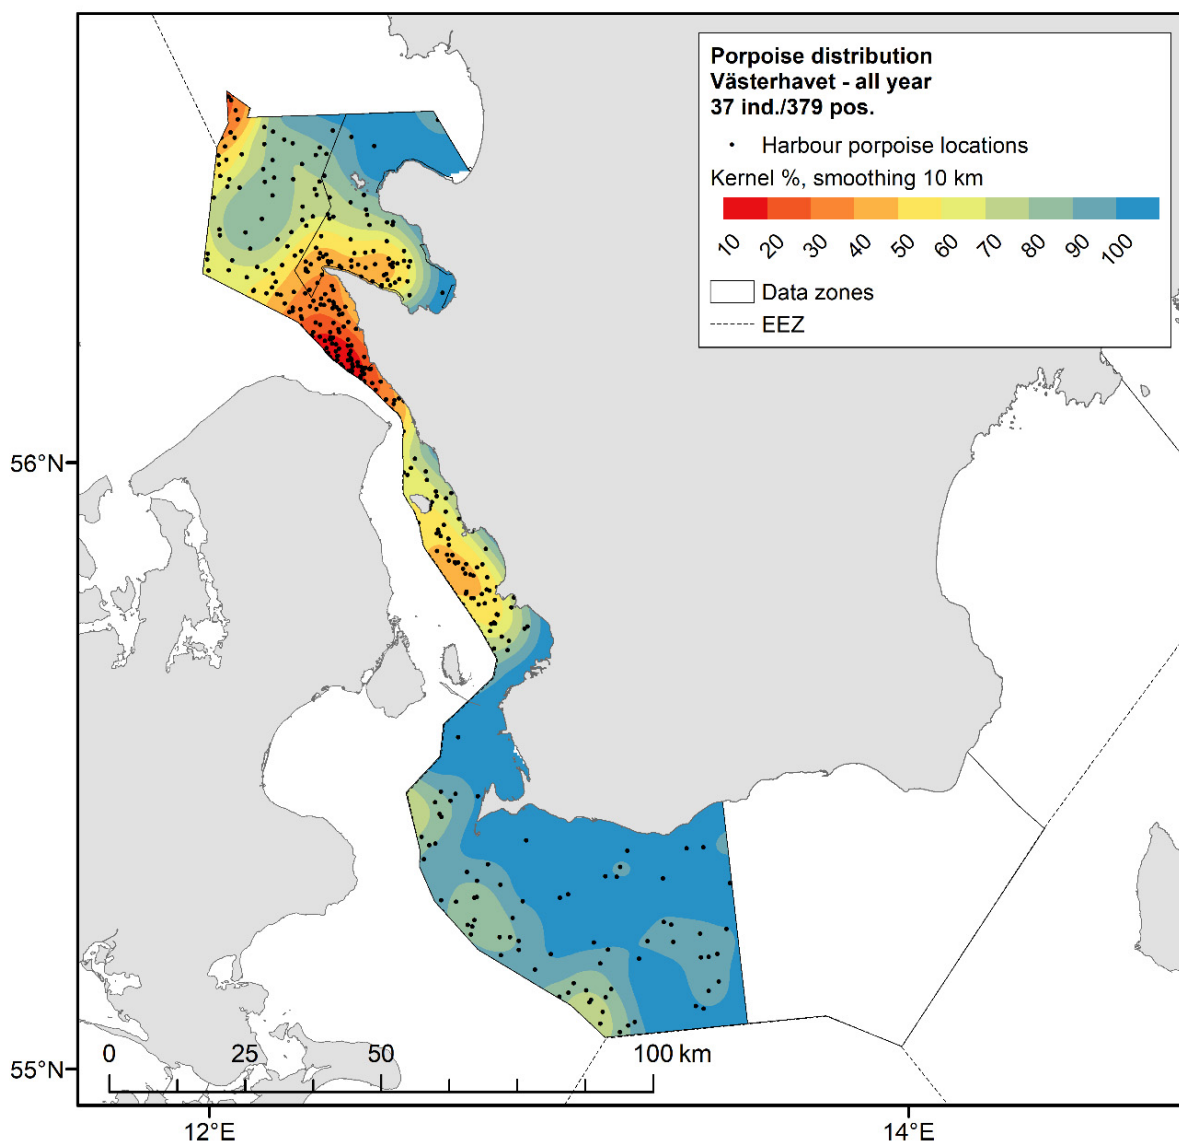 Porpoise distribution
Västerhavet - all year
37 ind./379 pos.
Harbour porpoise locations
Kernel %, smoothing 10 km
10 20 30 40 50 60 70 80 90 100
Data zones
EEZ
56°N
55°N
0 25 50 100 km
12°E 14°E